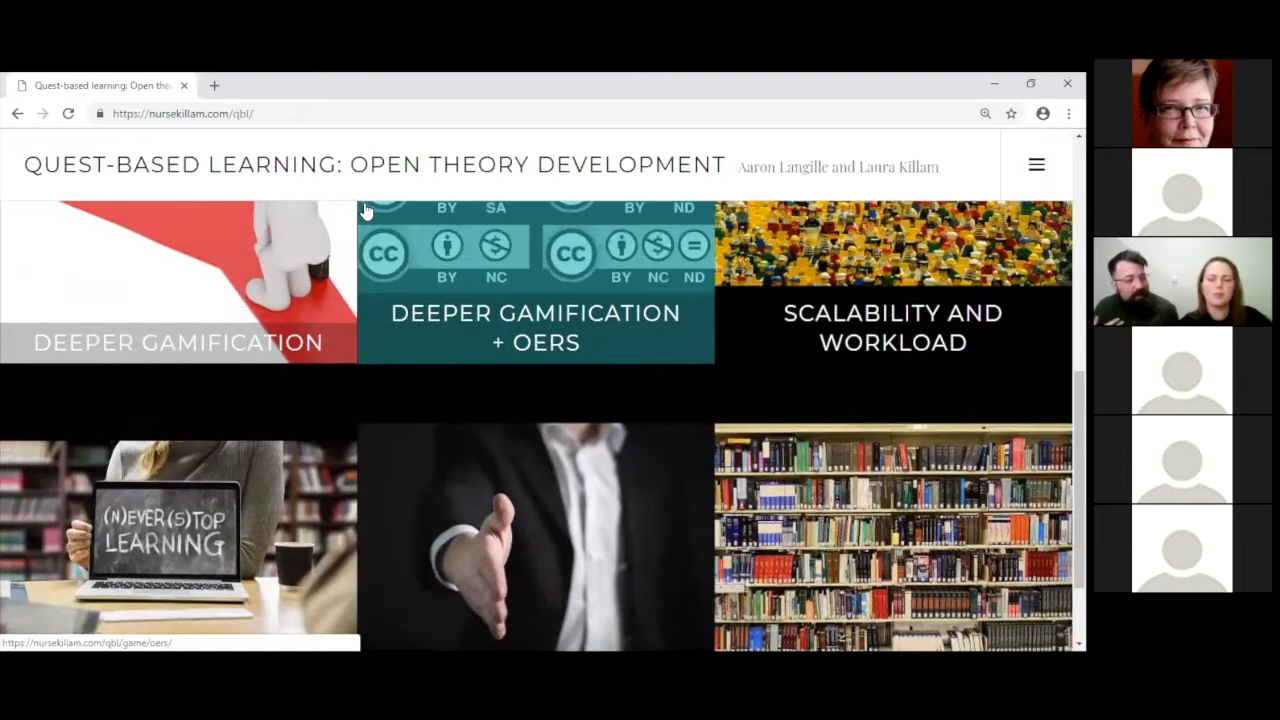 Quest-based learning: Open the
https://nursekillam.com/qbl/
QUEST-BASED LEARNING: OPEN THEORY DEVELOPMENT Aaron Langille and Laura Killam
BY SA BY ND
CC CC
BY NC BY NC ND
DEEPER GAMIFICATION
DEEPER GAMIFICATION
+ OERS
SCALABILITY AND
WORKLOAD
(N)EVER (S)TOP
LEARNING
https://nursekillam.com/qbl/game/oers/